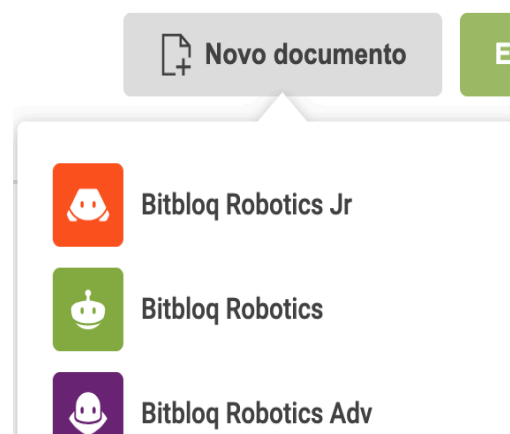 Novo documento
E
Bitbloq Robotics Jr
Bitbloq Robotics
Bitbloq Robotics Adv